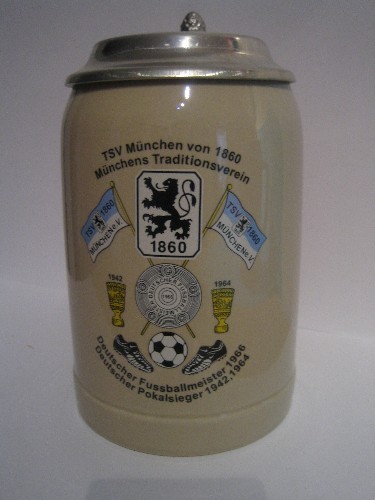 TSV München von 1860
Münchens Traditionsverein
TSV 1860
MÜNCHEN e.V.
1860
TSV 1860
MÜNCHEN e.V.
1942
1964
Deutscher Fussballmeister 1966
Deutscher Pokalsieger 1942,1964